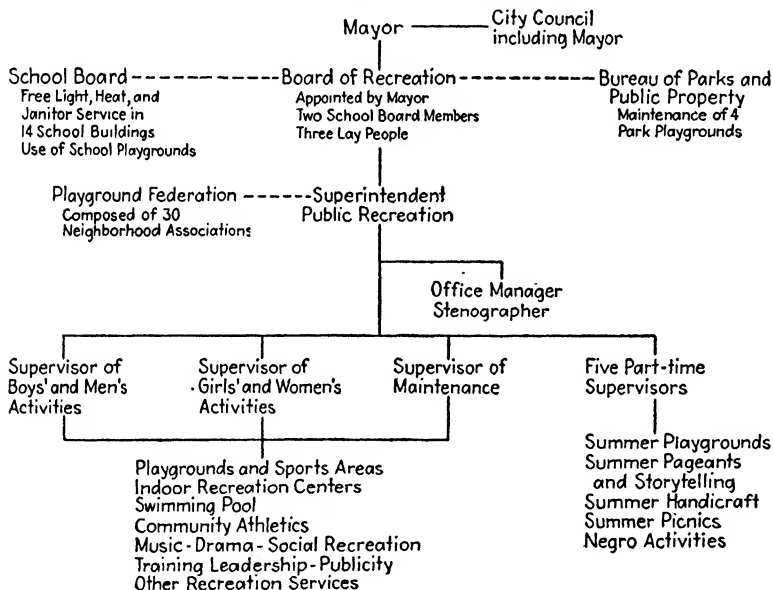 Mayor
City Council
including Mayor
School Board
Free Light, Heat, and
Janitor Service in
14 School Buildings
Use of School Playgrounds
Board of Recreation
Appointed by Mayor
Two School Board Members
Three Lay People
Bureau of Parks and
Public Property
Maintenance of 4
Park Playgrounds
Playground Federation
Composed of 30
Neighborhood Associations
Superintendent
Public Recreation
Office Manager
Stenographer
Supervisor of
Boys' and Men's
Activities
Supervisor of
Girls' and Women's
Activities
Supervisor of
Maintenance
Five Part-time
Supervisors
Playgrounds and Sports Areas
Indoor Recreation Centers
Swimming Pool
Community Athletics
Music - Drama - Social Recreation
Training Leadership - Publicity
Other Recreation Services
Summer Playgrounds
Summer Pageants
and Storytelling
Summer Handicraft
Summer Picnics
Negro Activities